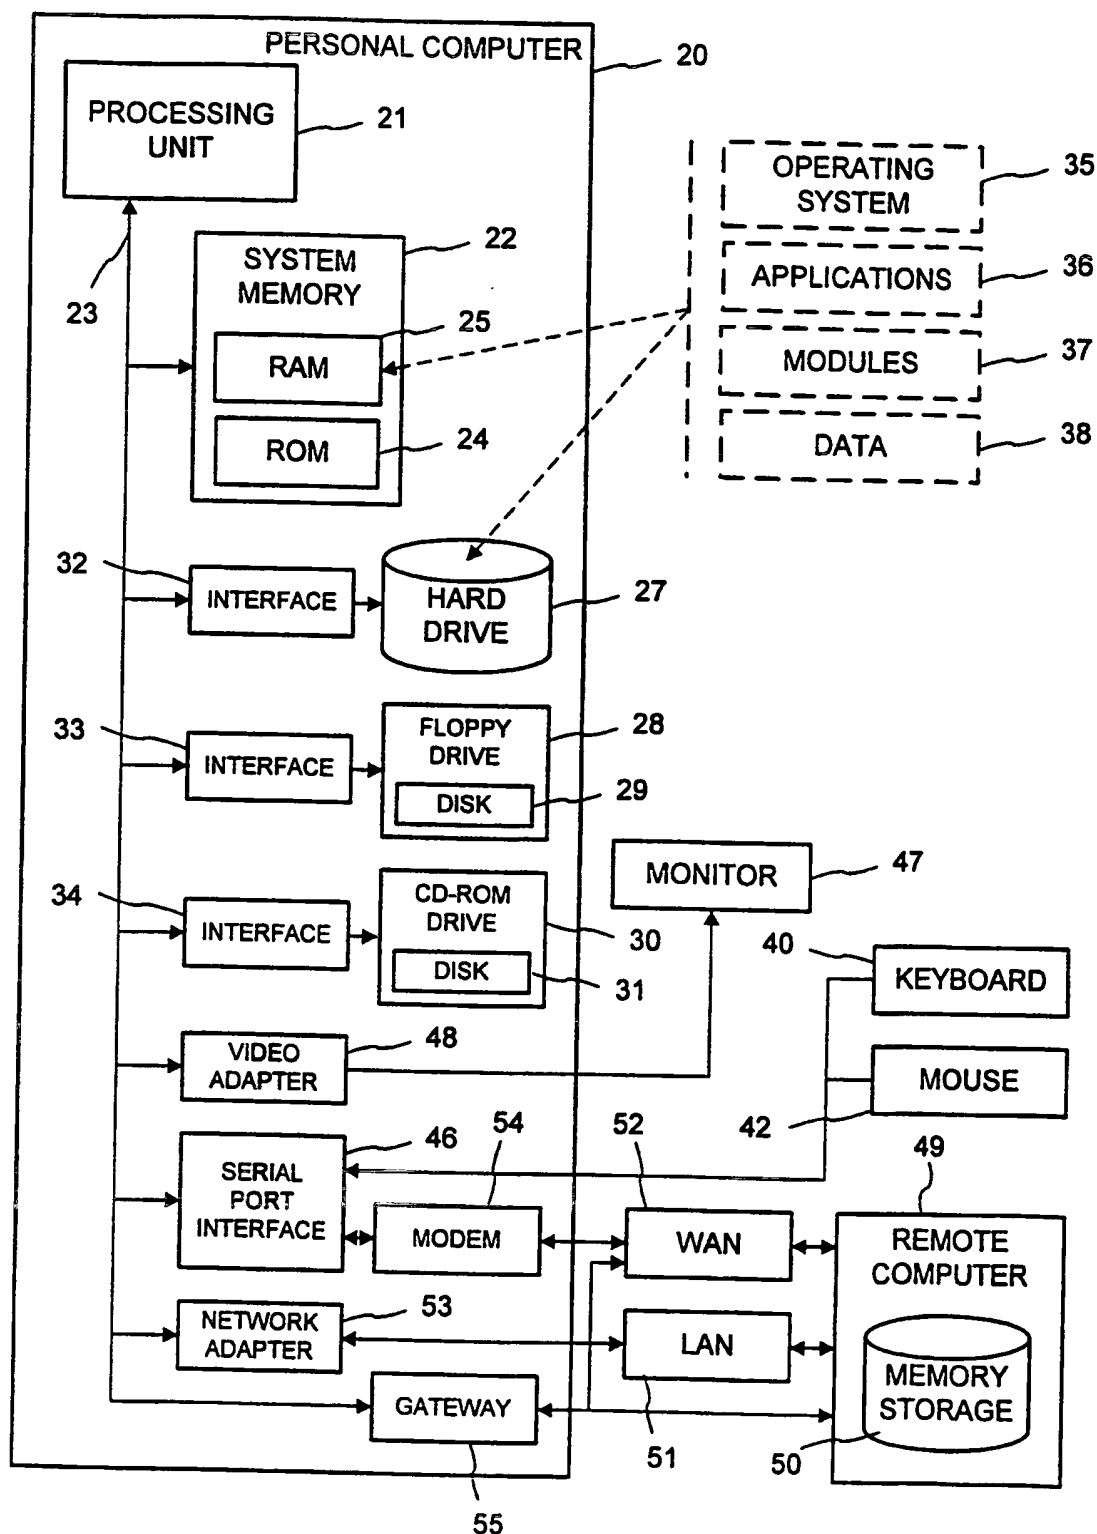 PERSONAL COMPUTER
20
PROCESSING
UNIT
21
23
SYSTEM
MEMORY
22
RAM
25
ROM
24
OPERATING
SYSTEM
35
APPLICATIONS
36
MODULES
37
DATA
38
32
INTERFACE
HARD
DRIVE
27
33
INTERFACE
FLOPPY
DRIVE
28
DISK
29
34
INTERFACE
CD-ROM
DRIVE
30
DISK
31
MONITOR
47
40
KEYBOARD
MOUSE
42
VIDEO
ADAPTER
48
46
SERIAL
PORT
INTERFACE
54
MODEM
52
WAN
49
REMOTE
COMPUTER
MEMORY
STORAGE
50
NETWORK
ADAPTER
53
LAN
51
GATEWAY
55